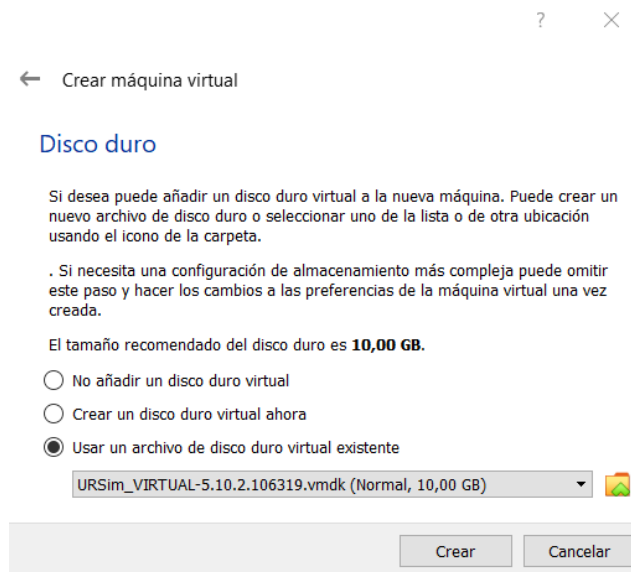 ?
Crear máquina virtual
Disco duro
Si desea puede añadir un disco duro virtual a la nueva máquina. Puede crear un
nuevo archivo de disco duro o seleccionar uno de la lista o de otra ubicación
usando el icono de la carpeta.
. Si necesita una configuración de almacenamiento más compleja puede omitir
este paso y hacer los cambios a las preferencias de la máquina virtual una vez
creada.
El tamaño recomendado del disco duro es 10,00 GB.
No añadir un disco duro virtual
Crear un disco duro virtual ahora
Usar un archivo de disco duro virtual existente
URSim_VIRTUAL-5.10.2.106319.vmdk (Normal, 10,00 GB)
Crear
Cancelar